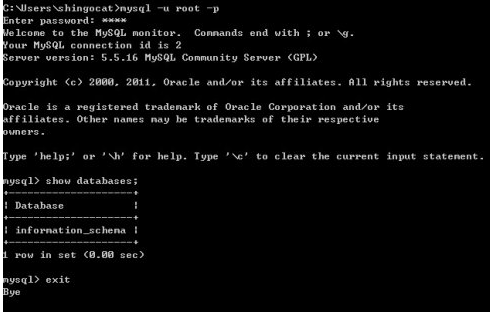 C:\Users\shingocat>mysql -u root -p
Enter password: ****
Welcome to the MySQL monitor.  Commands end with ; or \g.
Your MySQL connection id is 2
Server version: 5.5.16 MySQL Community Server (GPL)
Copyright (c) 2000, 2011, Oracle and/or its affiliates. All rights reserved.
Oracle is a registered trademark of Oracle Corporation and/or its
affiliates. Other names may be trademarks of their respective
owners.
Type 'help;' or '\h' for help. Type '\c' to clear the current input statement.
mysql> show databases;
+--------------------+
| Database           |
+--------------------+
| information_schema |
+--------------------+
1 row in set (0.00 sec)
mysql> exit
Bye